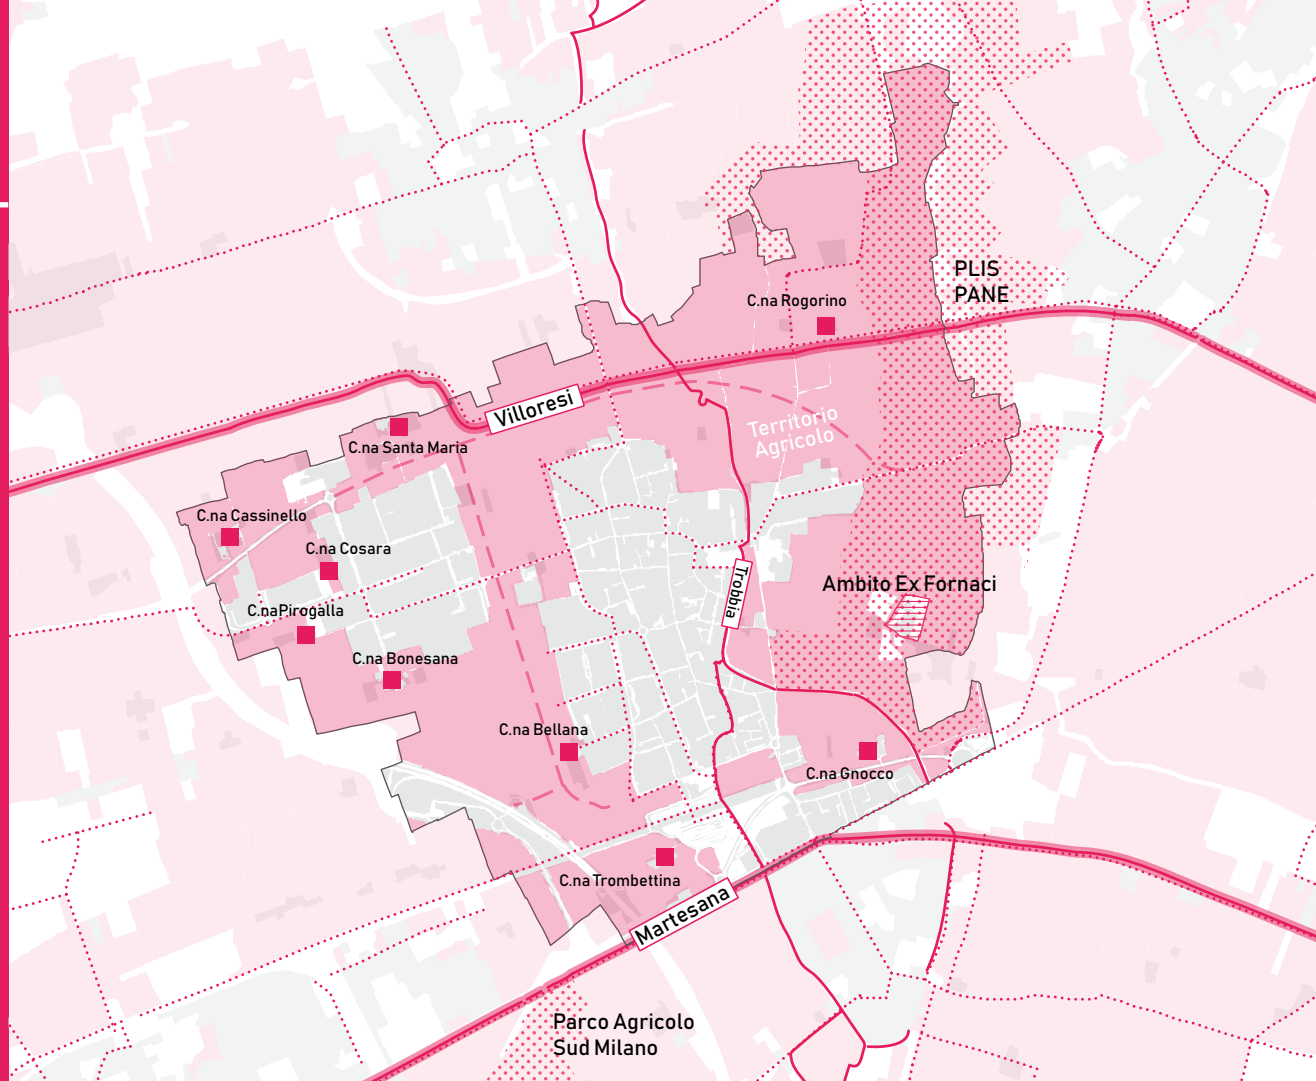 PLIS
PANE
C.na Rogorino
Villoresi
Territorio
Agricolo
C.na Santa Maria
C.na Cassinello
C.na Cosara
Trobbia
Ambito Ex Fornaci
C.naPirogalla
C.na Bonesana
C.na Bellana
C.na Gnocco
C.na Trombettina
Martesana
Parco Agricolo
Sud Milano